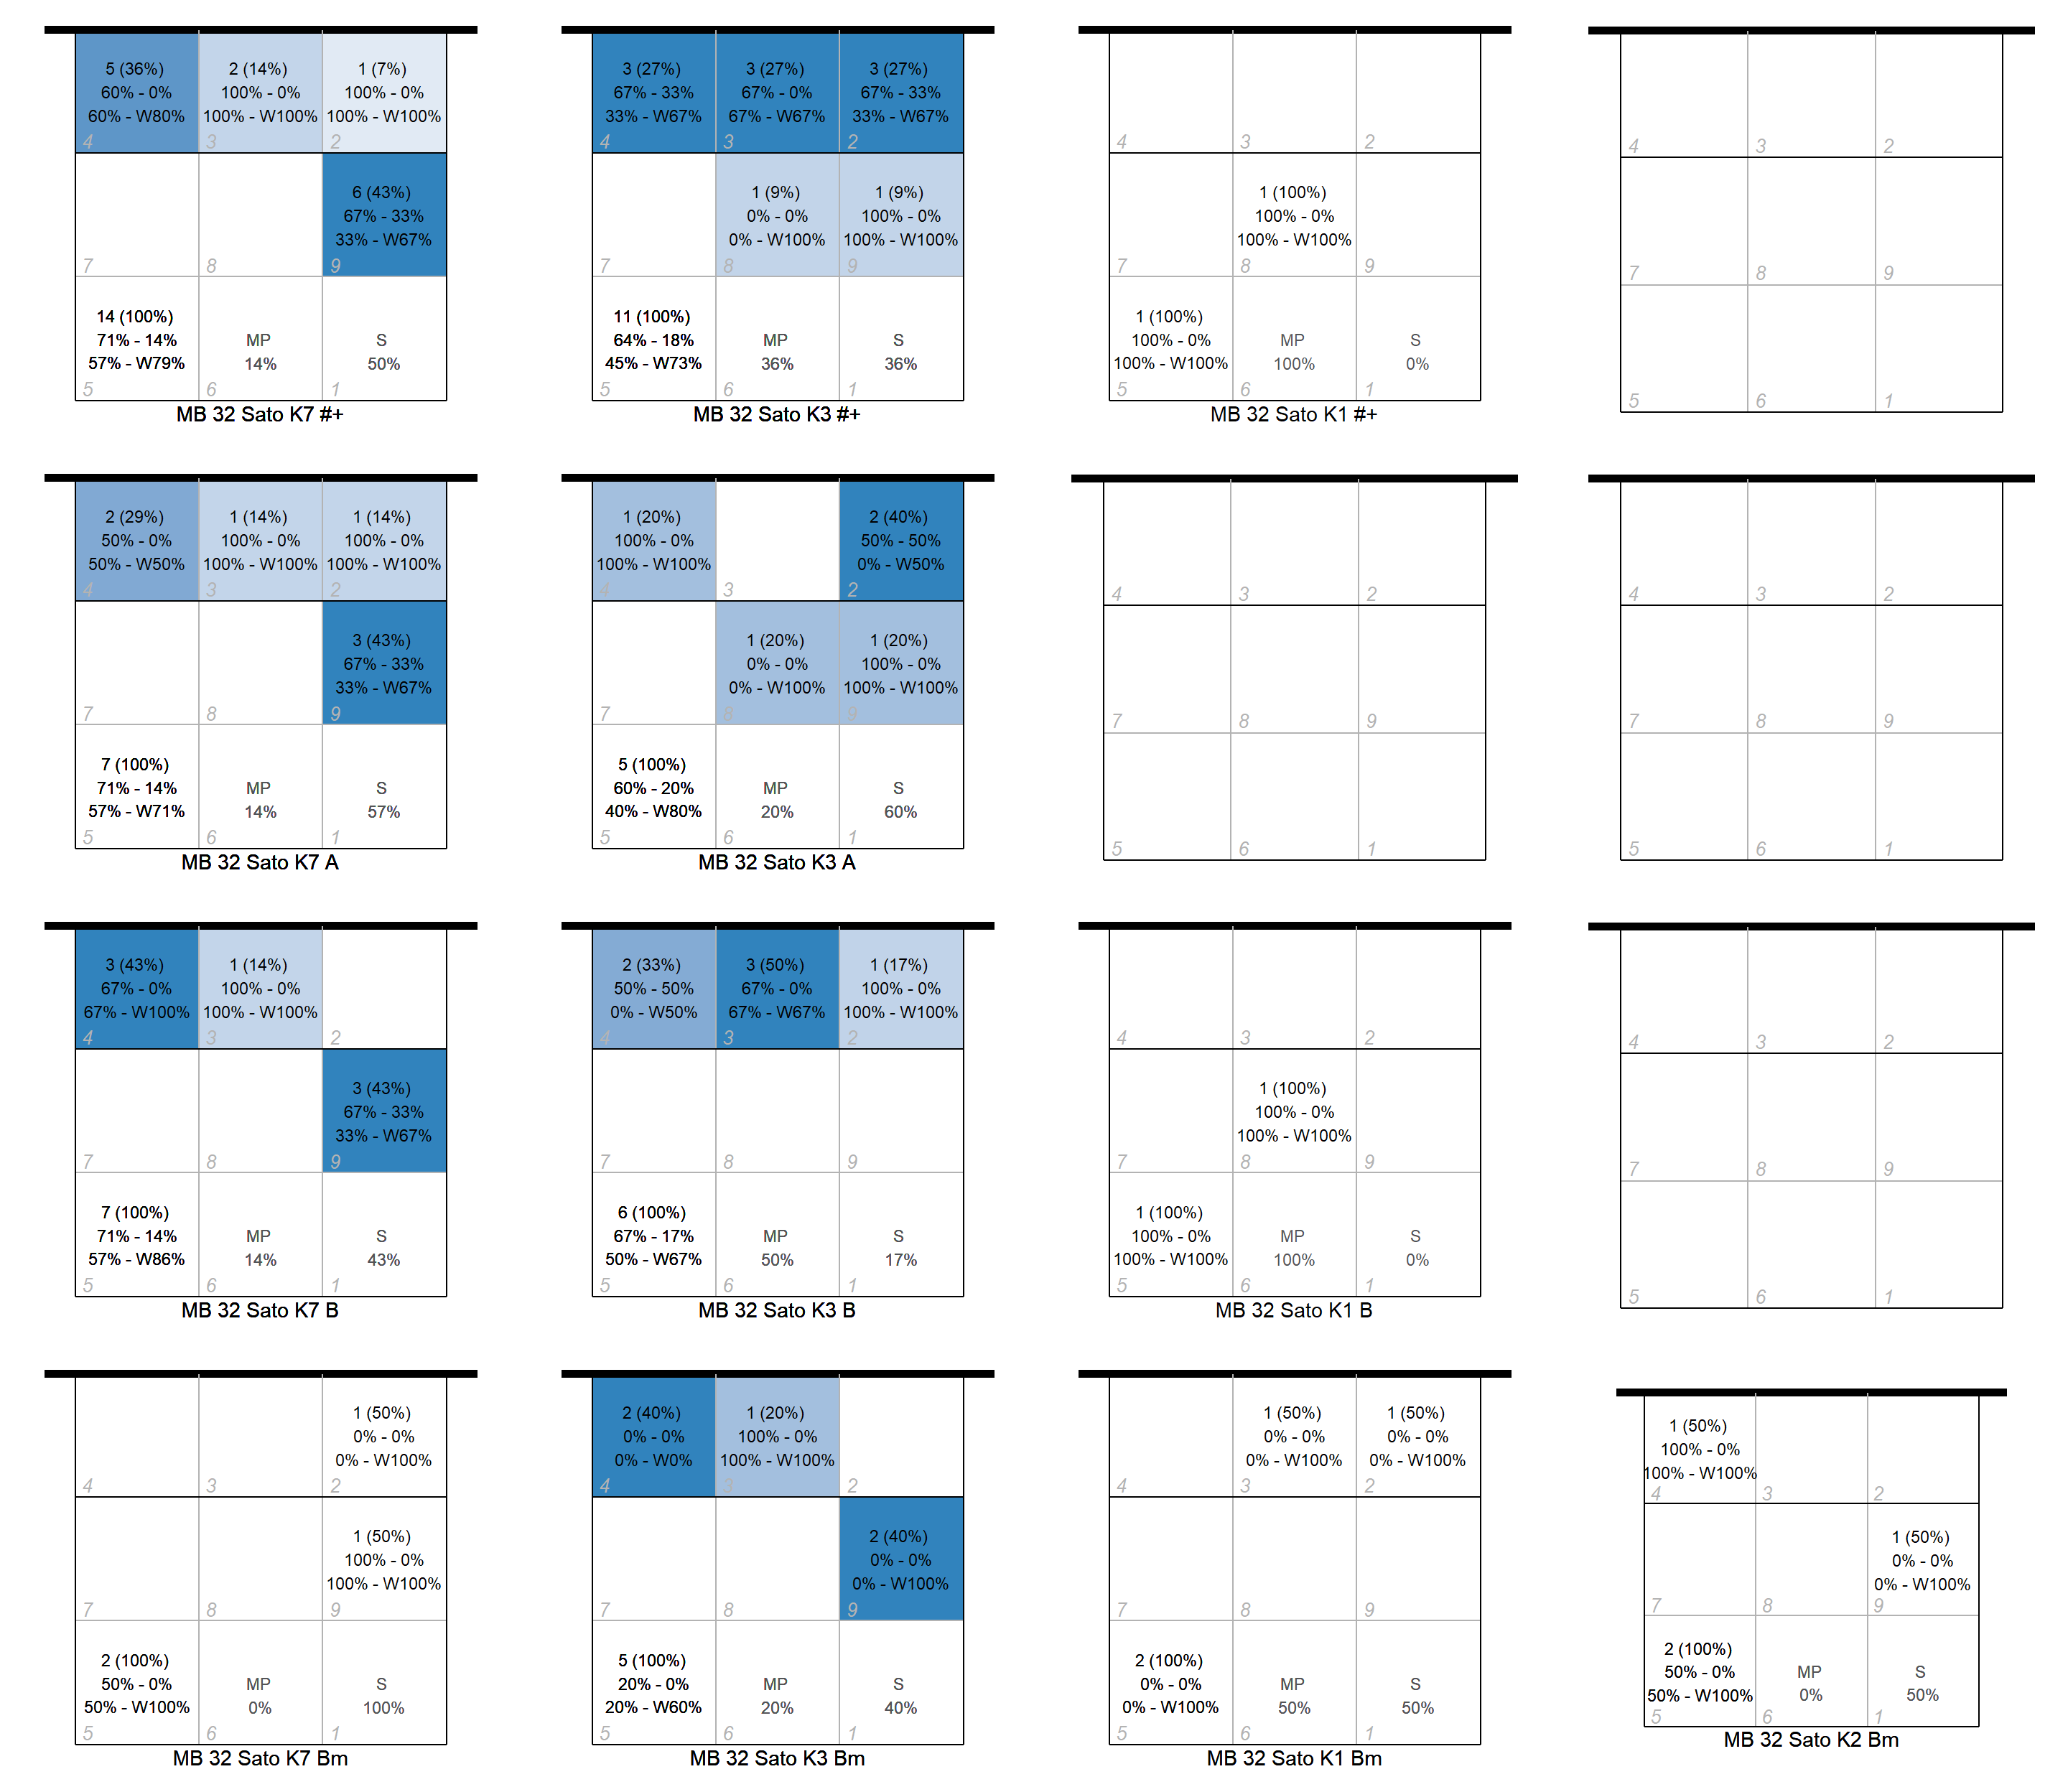 5 (36%)
60% - 0%
60% - W80%
4
2 (14%)
100% - 0%
100% - W100%
3
1 (7%)
100% - 0%
100% - W100%
2
7
8
6 (43%)
67% - 33%
33% - W67%
9
14 (100%)
71% - 14%
57% - W79%
5
MP
14%
6
S
50%
1
MB 32 Sato K7 #+
3 (27%)
67% - 33%
33% - W67%
4
3 (27%)
67% - 0%
67% - W67%
3
3 (27%)
67% - 33%
33% - W67%
2
7
1 (9%)
0% - 0%
0% - W100%
8
1 (9%)
100% - 0%
100% - W100%
9
11 (100%)
64% - 18%
45% - W73%
5
MP
36%
6
S
36%
1
MB 32 Sato K3 #+
4
3
2
7
1 (100%)
100% - 0%
100% - W100%
8
9
1 (100%)
100% - 0%
100% - W100%
5
MP
100%
6
S
0%
1
MB 32 Sato K1 #+
4
3
2
7
8
9
5
6
1
2 (29%)
50% - 0%
50% - W50%
4
1 (14%)
100% - 0%
100% - W100%
3
1 (14%)
100% - 0%
100% - W100%
2
7
8
3 (43%)
67% - 33%
33% - W67%
9
7 (100%)
71% - 14%
57% - W71%
5
MP
14%
6
S
57%
1
MB 32 Sato K7 A
1 (20%)
100% - 0%
100% - W100%
4
3
2 (40%)
50% - 50%
0% - W50%
2
7
1 (20%)
0% - 0%
0% - W100%
8
1 (20%)
100% - 0%
100% - W100%
9
5 (100%)
60% - 20%
40% - W80%
5
MP
20%
6
S
60%
1
MB 32 Sato K3 A
4
3
2
7
8
9
5
6
1
4
3
2
7
8
9
5
6
1
3 (43%)
67% - 0%
67% - W100%
4
1 (14%)
100% - 0%
100% - W100%
3
2
7
8
3 (43%)
67% - 33%
33% - W67%
9
7 (100%)
71% - 14%
57% - W86%
5
MP
14%
6
S
43%
1
MB 32 Sato K7 B
2 (33%)
50% - 50%
0% - W50%
4
3 (50%)
67% - 0%
67% - W67%
3
1 (17%)
100% - 0%
100% - W100%
2
7
8
9
6 (100%)
67% - 17%
50% - W67%
5
MP
50%
6
S
17%
1
MB 32 Sato K3 B
4
3
2
7
1 (100%)
100% - 0%
100% - W100%
8
9
1 (100%)
100% - 0%
100% - W100%
5
MP
100%
6
S
0%
1
MB 32 Sato K1 B
4
3
2
7
8
9
5
6
1
4
3
1 (50%)
0% - 0%
0% - W100%
2
7
8
1 (50%)
100% - 0%
100% - W100%
9
2 (100%)
50% - 0%
50% - W100%
5
MP
0%
6
S
100%
1
MB 32 Sato K7 Bm
2 (40%)
0% - 0%
0% - W0%
4
1 (20%)
100% - 0%
100% - W100%
3
2
7
8
2 (40%)
0% - 0%
0% - W100%
9
5 (100%)
20% - 0%
20% - W60%
5
MP
20%
6
S
40%
1
MB 32 Sato K3 Bm
4
1 (50%)
0% - 0%
0% - W100%
3
1 (50%)
0% - 0%
0% - W100%
2
7
8
9
2 (100%)
0% - 0%
0% - W100%
5
MP
50%
6
S
50%
1
MB 32 Sato K1 Bm
1 (50%)
100% - 0%
100% - W100%
4
3
2
7
8
1 (50%)
0% - 0%
0% - W100%
9
2 (100%)
50% - 0%
50% - W100%
5
MP
0%
6
S
50%
1
MB 32 Sato K2 Bm